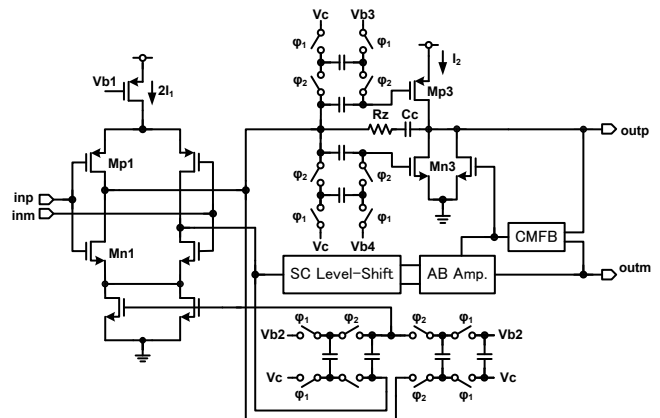 Vc Vb3
φ1 φ1
I2
Vb1
2I1
φ2 φ2
Mp3
Rz Cc
outp
Mp1
Mn3
inp
inm
φ2 φ2
CMFB
φ1 φ1
Mn1
Vc Vb4
SC Level-Shift
AB Amp.
outm
φ1 φ2 φ2 φ1
Vb2 Vb2
Vc Vc
φ1 φ2 φ1